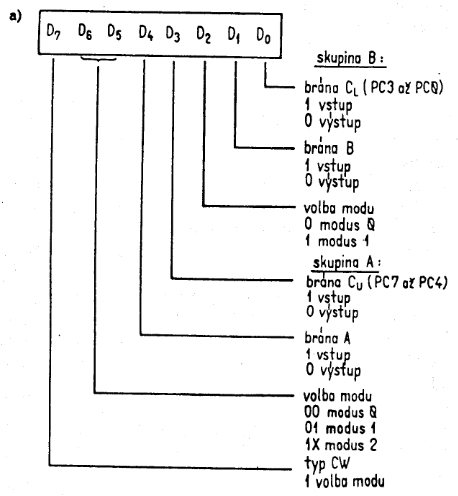 a)
D7 D6 D5 D4 D3 D2 D1 D0
skupina B:
brána CL (PC3 až PC0)
1 vstup
0 výstup
brána B
1 vstup
0 výstup
volba modu
0 modus 0
1 modus 1
skupina A:
brána CU (PC7 až PC4)
1 vstup
0 výstup
brána A
1 vstup
0 výstup
volba modu
00 modus 0
01 modus 1
1X modus 2
typ CW
1 volba modu